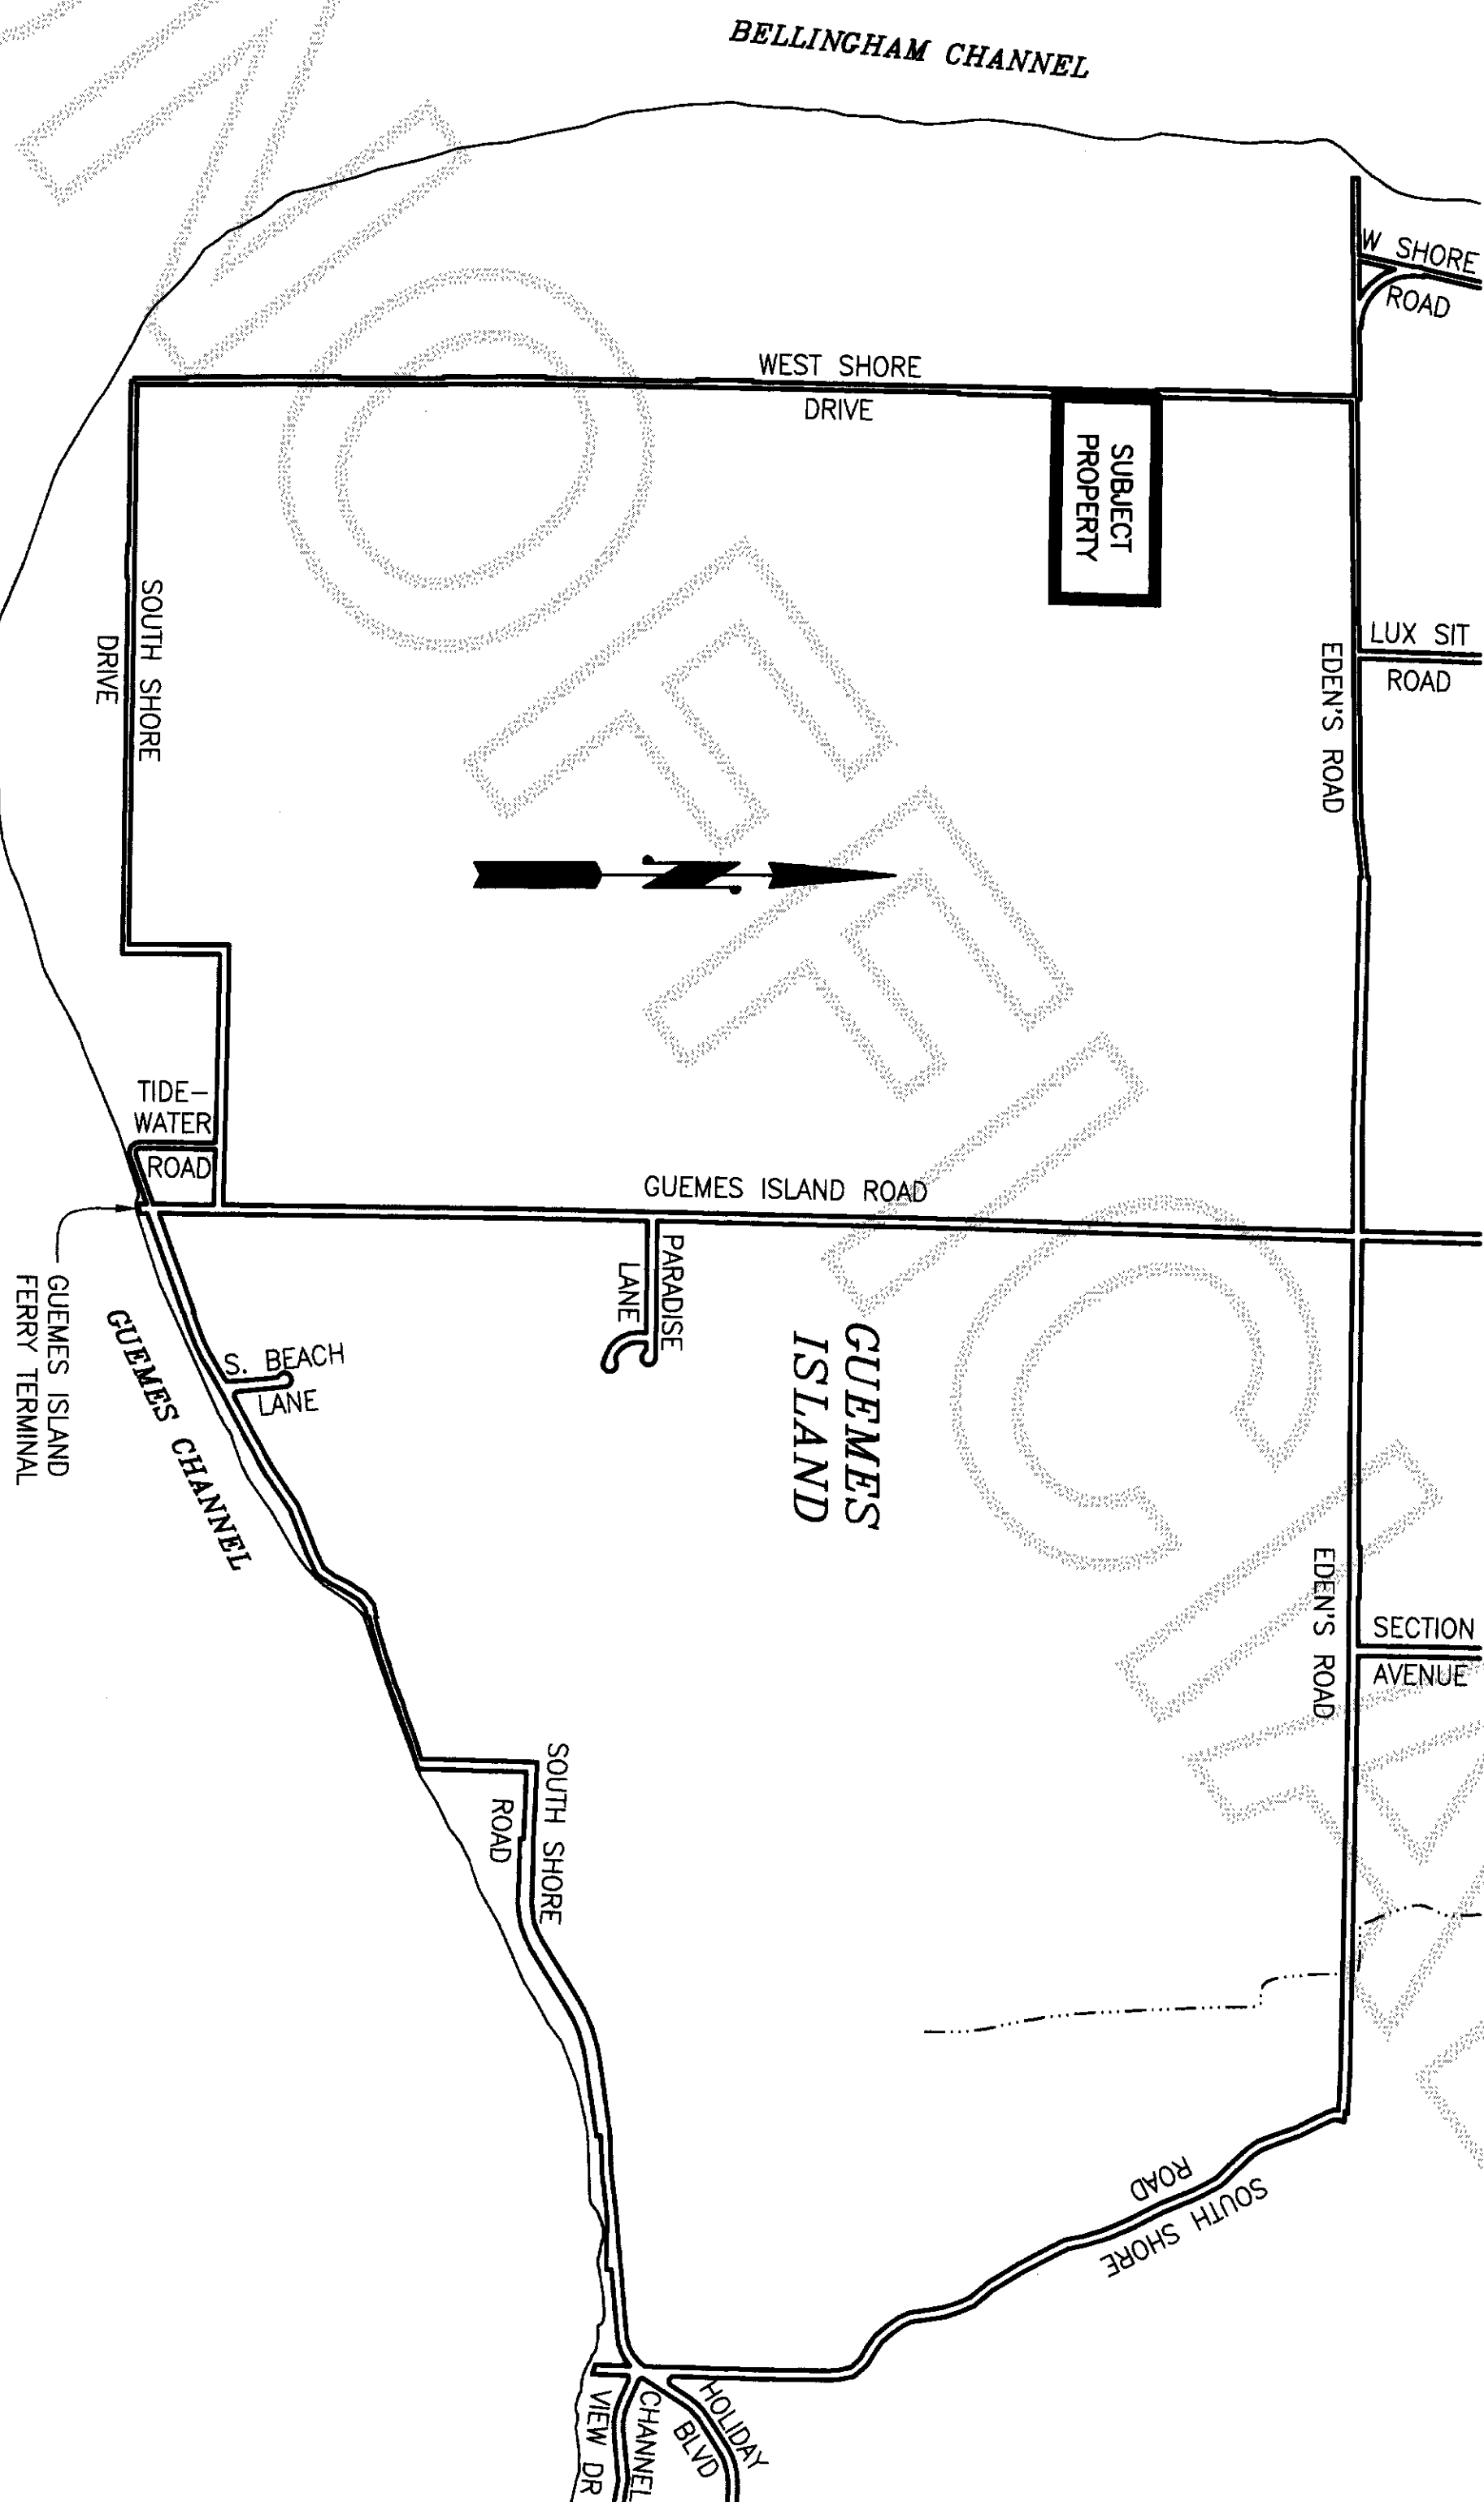 BELLINGHAM CHANNEL
W SHORE
ROAD
WEST SHORE
DRIVE
SUBJECT
PROPERTY
LUX SIT
ROAD
EDEN'S ROAD
SOUTH SHORE
DRIVE
TIDE-
WATER
ROAD
GUEMES ISLAND ROAD
PARADISE
LANE
GUEMES ISLAND
FERRY TERMINAL
GUEMES CHANNEL
S. BEACH
LANE
GUEMES
ISLAND
EDEN'S ROAD
SECTION
AVENUE
SOUTH SHORE
ROAD
SOUTH SHORE
ROAD
HOLIDAY
BLVD
CHANNEL
VIEW DR